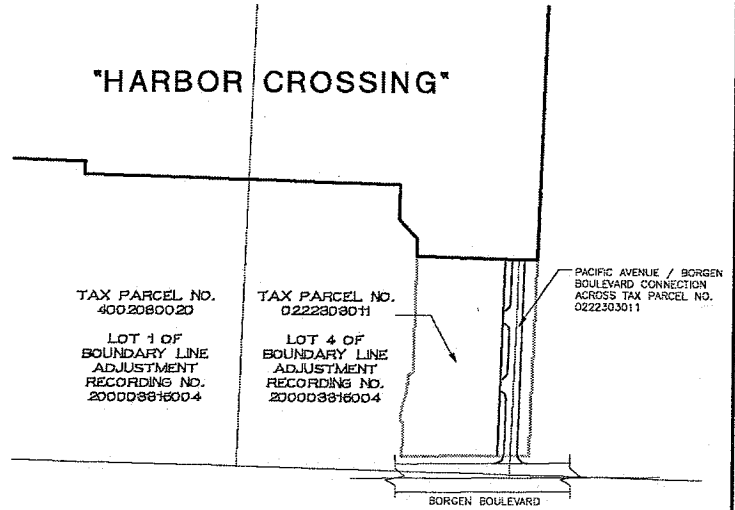 "HARBOR CROSSING"
TAX PARCEL NO.
4002080020
LOT 1 OF
BOUNDARY LINE
ADJUSTMENT
RECORDING NO.
200003315004
TAX PARCEL NO.
0222303011
LOT 4 OF
BOUNDARY LINE
ADJUSTMENT
RECORDING NO.
200003315004
PACIFIC AVENUE / BORGEN
BOULEVARD CONNECTION
ACROSS TAX PARCEL NO.
0222303011
BORGEN BOULEVARD